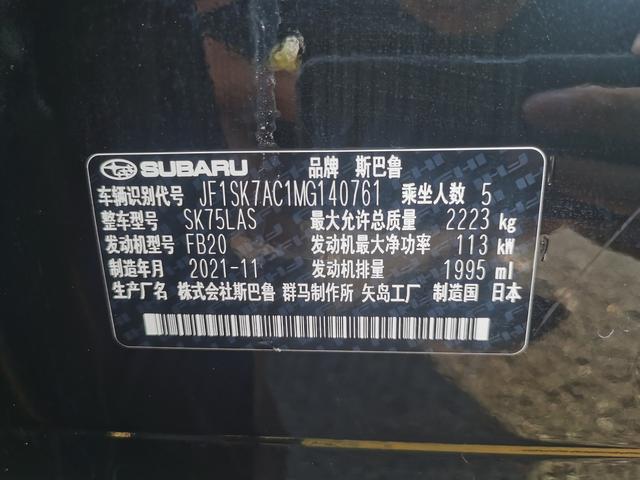 SUBARU 品牌 斯巴鲁
车辆识别代号 JF1SK7AC1MG140761 乘坐人数 5
整车型号 SK75LAS 最大允许总质量 2223 kg
发动机型号 FB20 发动机最大净功率 113 kW
制造年月 2021-11 发动机排量 1995 ml
生产厂名 株式会社斯巴鲁 群马制作所 矢岛工厂 制造国 日本